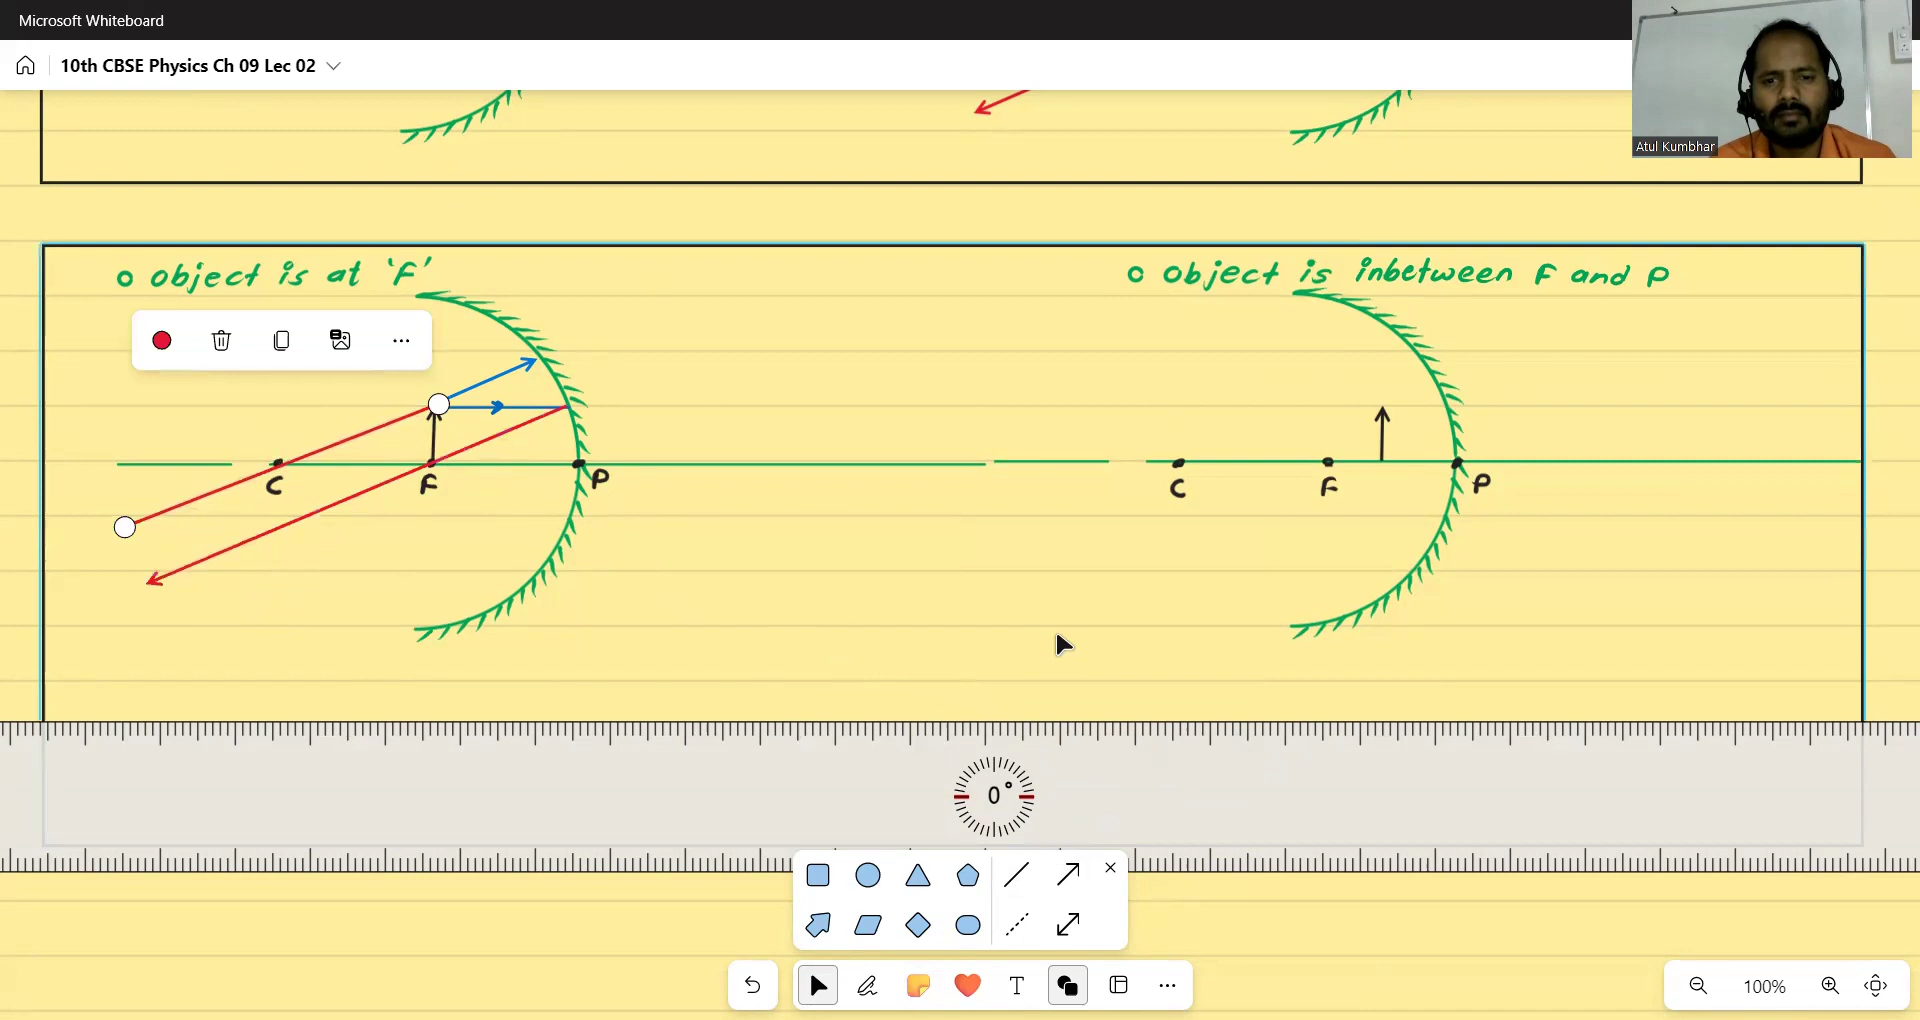 Microsoft Whiteboard
10th CBSE Physics Ch 09 Lec 02
Atul Kumbhar
object is at 'F'
object is inbetween F and P
C
F
P
C
F
P
0°
T
100%